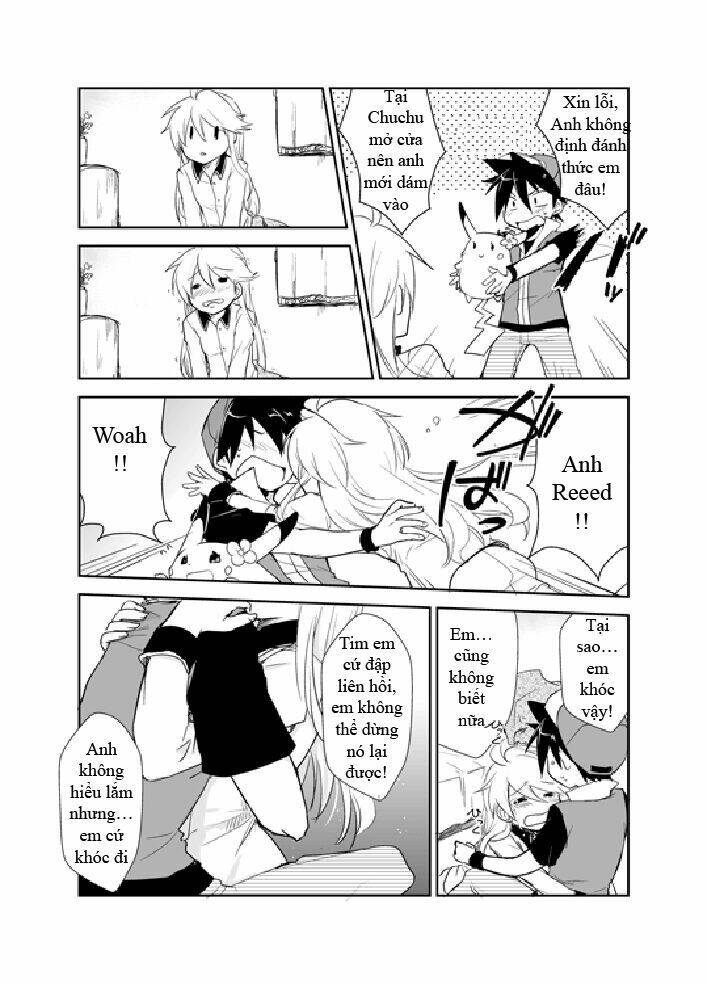 Xin lỗi,
Anh không
định đánh
thức em
đâu!
Tại
Chuchu
mở cửa
nên anh
mới dám
vào
Anh
Reeed
!!
Woah
!!
Tại
sao…
em
khóc
vậy!
Em…
cũng
không
biết
nữa
Tim em
cứ đập
liên hồi,
em không
thể dừng
nó lại
được!
Anh
không
hiểu lắm
nhưng…
em cứ
khóc đi